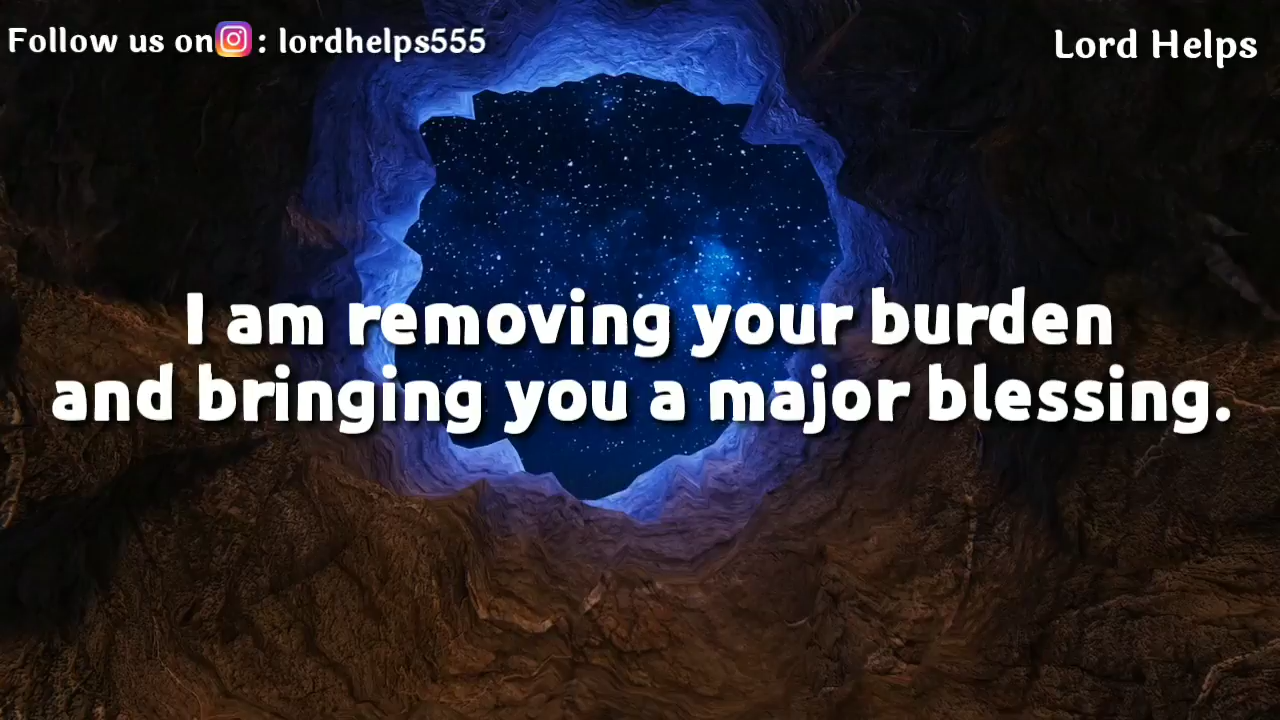 Follow us on : lordhelps555
Lord Helps
I am removing your burden
and bringing you a major blessing.